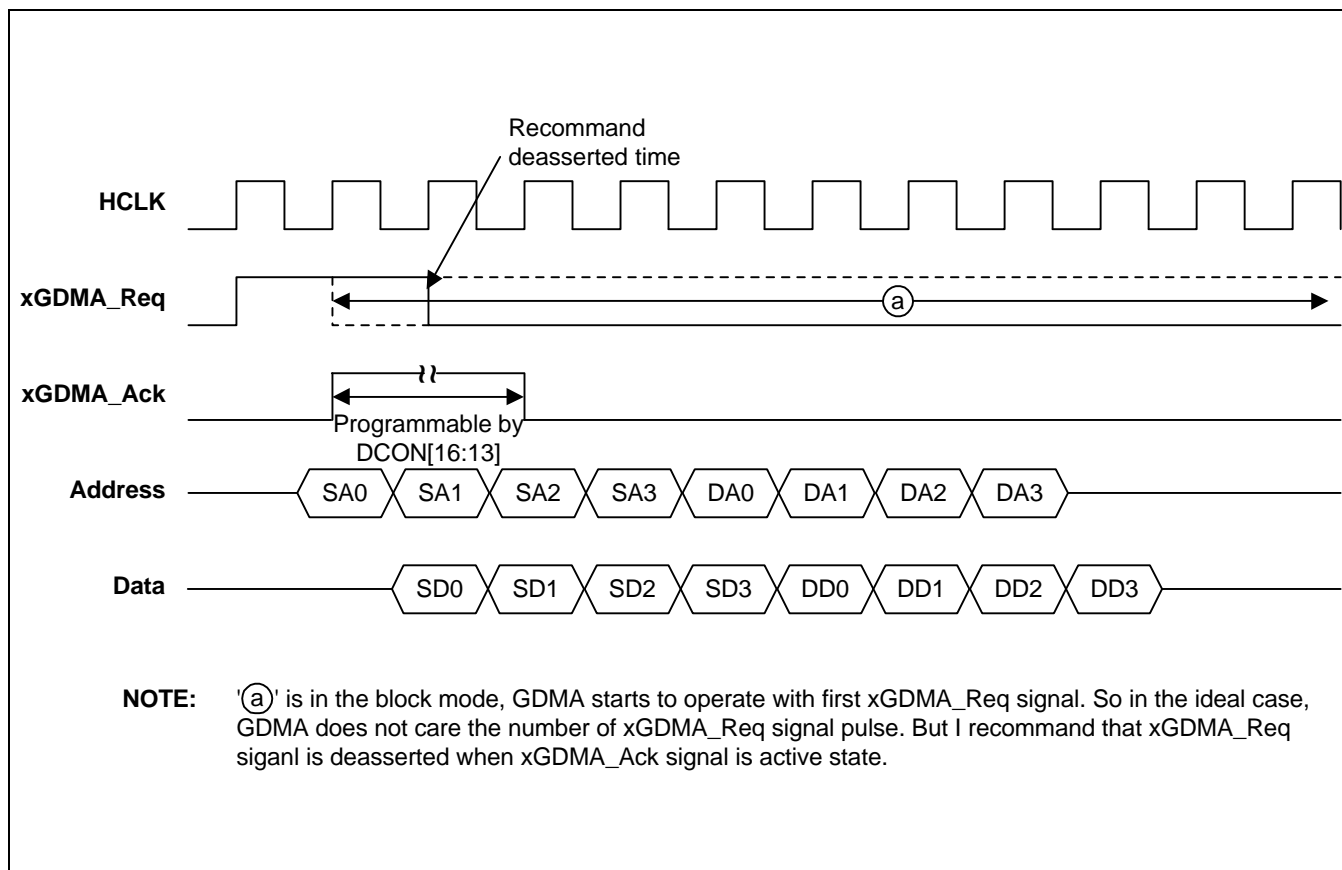 Recommand
deasserted time
HCLK
xGDMA_Req
a
xGDMA_Ack
Programmable by
DCON[16:13]
Address
SA0 SA1 SA2 SA3 DA0 DA1 DA2 DA3
Data
SD0 SD1 SD2 SD3 DD0 DD1 DD2 DD3
NOTE: 'ⓐ' is in the block mode, GDMA starts to operate with first xGDMA_Req signal. So in the ideal case,
GDMA does not care the number of xGDMA_Req signal pulse. But I recommand that xGDMA_Req
siganl is deasserted when xGDMA_Ack signal is active state.